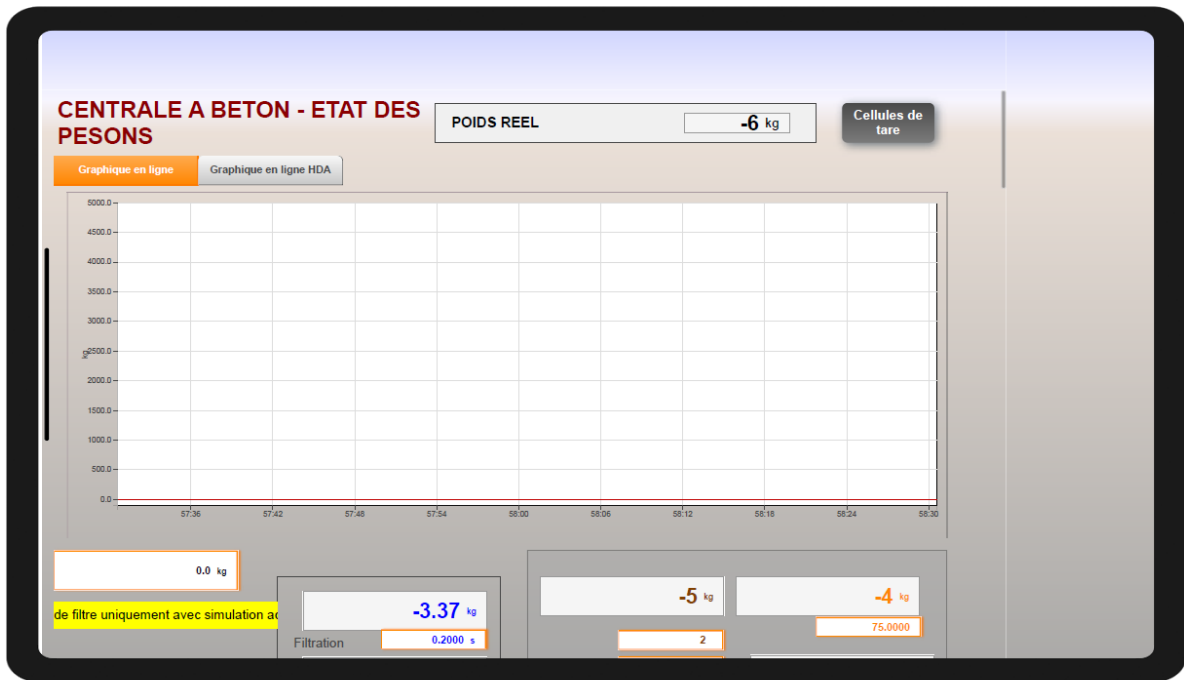 CENTRALE A BETON - ETAT DES
PESONS
POIDS REEL
-6 kg
Cellules de
tare
Graphique en ligne
Graphique en ligne HDA
5000.0
4500.0
4000.0
3500.0
3000.0
kg
2500.0
2000.0
1500.0
1000.0
500.0
0.0
57:36 57:42 57:48 57:54 58:00 58:06 58:12 58:18 58:24 58:30
0.0 kg
de filtre uniquement avec simulation ac
-3.37 kg
Filtration
0.2000 s
-5 kg
-4 kg
75.0000
2